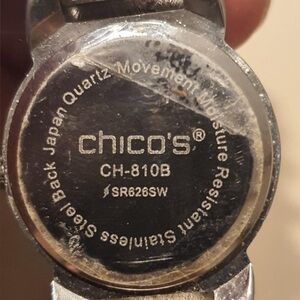 chico's®
CH-810B
SR626SW
Japan Quartz Movement Moisture Resistant Stainless Steel Back